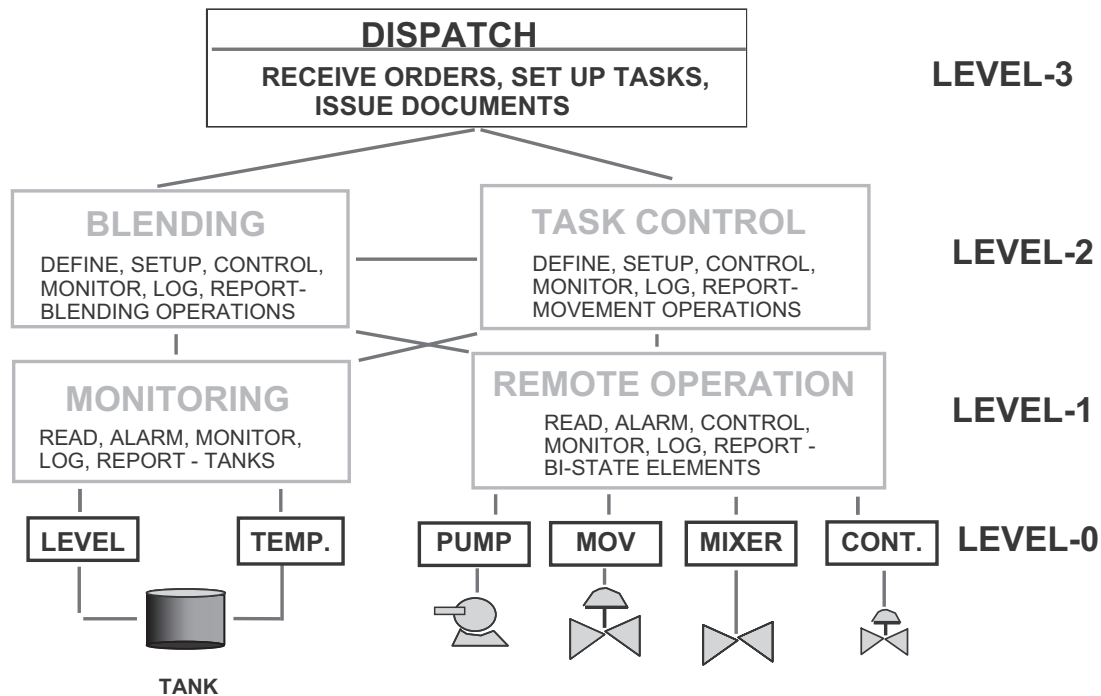 DISPATCH
RECEIVE ORDERS, SET UP TASKS,
ISSUE DOCUMENTS
LEVEL-3
BLENDING
DEFINE, SETUP, CONTROL,
MONITOR, LOG, REPORT-
BLENDING OPERATIONS
TASK CONTROL
DEFINE, SETUP, CONTROL,
MONITOR, LOG, REPORT-
MOVEMENT OPERATIONS
LEVEL-2
MONITORING
READ, ALARM, MONITOR,
LOG, REPORT - TANKS
REMOTE OPERATION
READ, ALARM, CONTROL,
MONITOR, LOG, REPORT -
BI-STATE ELEMENTS
LEVEL-1
LEVEL
TEMP.
PUMP
MOV
MIXER
CONT.
LEVEL-0
TANK